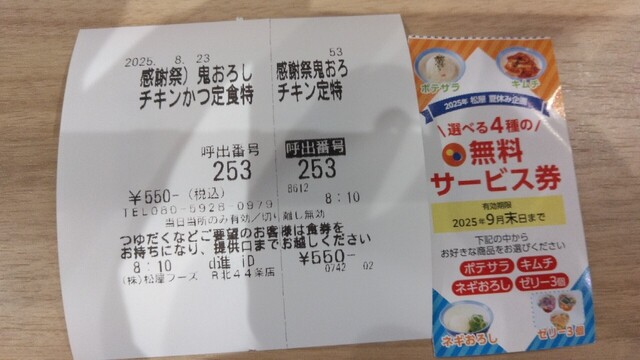 2025. 8. 23
感謝祭）鬼おろし
チキンかつ定食特
呼出番号
253
¥550-(税込)
TEL080-5928-0979
当日当所のみ有効/切り離し無効
つゆだくなどご要望のお客様は食券を
お持ちになり、提供口までお越しください
8:10 d進 iD ¥550-
(株)松屋フーズ 北44条店
0742 02
53
感謝祭鬼おろ
チキン定特
呼出番号
253
8612
8:10
ポテサラ
キムチ
2025年 松屋 夏休み企画
選べる4種の
無料
サービス券
有効期限
2025年9月末日まで
下記の中から
お好きな商品をお選びください
ポテサラ キムチ
ネギおろし ゼリー3個
ネギおろし
ゼリー3個